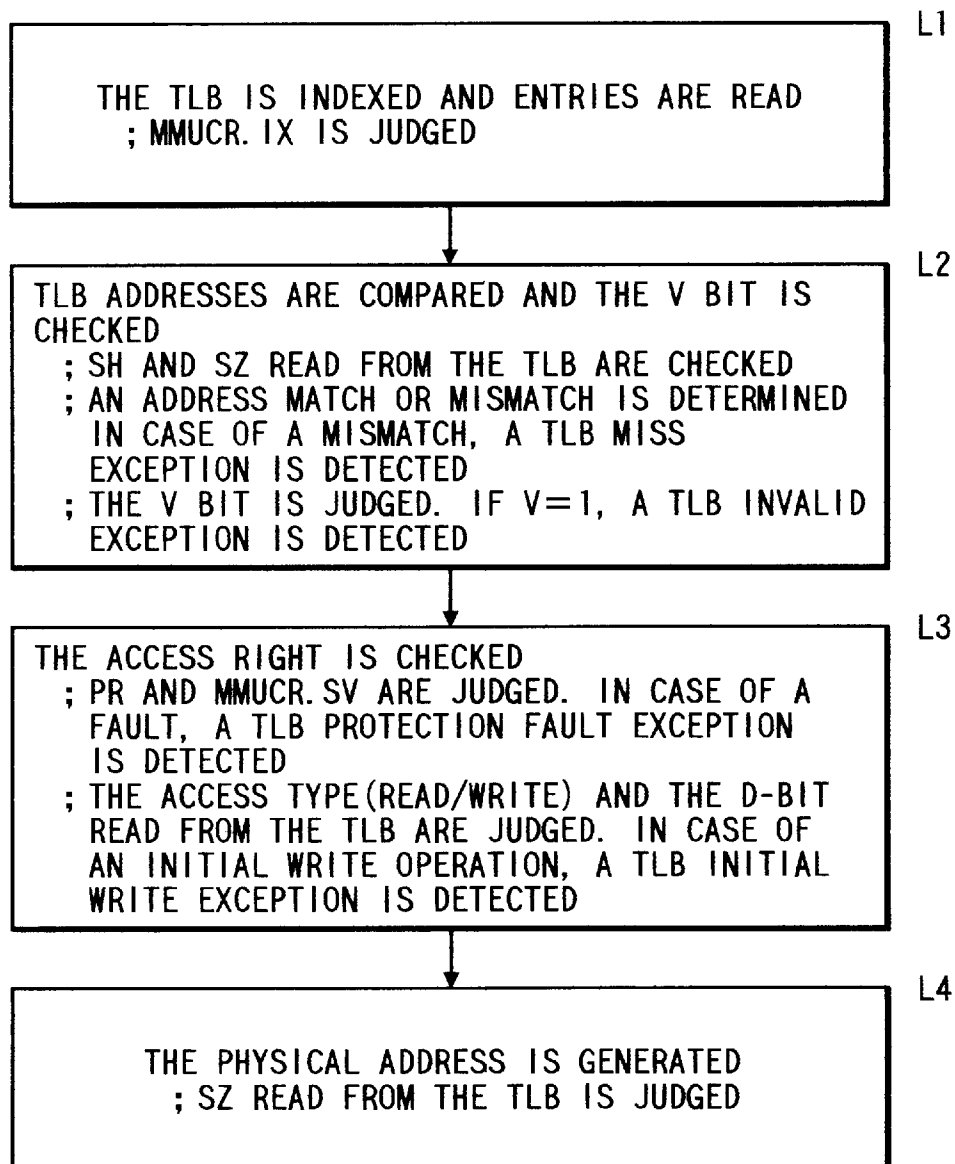 L1
THE TLB IS INDEXED AND ENTRIES ARE READ
; MMUCR. IX IS JUDGED
L2
TLB ADDRESSES ARE COMPARED AND THE V BIT IS
CHECKED
; SH AND SZ READ FROM THE TLB ARE CHECKED
; AN ADDRESS MATCH OR MISMATCH IS DETERMINED
IN CASE OF A MISMATCH, A TLB MISS
EXCEPTION IS DETECTED
; THE V BIT IS JUDGED. IF V=1, A TLB INVALID
EXCEPTION IS DETECTED
L3
THE ACCESS RIGHT IS CHECKED
; PR AND MMUCR. SV ARE JUDGED. IN CASE OF A
FAULT, A TLB PROTECTION FAULT EXCEPTION
IS DETECTED
; THE ACCESS TYPE(READ/WRITE) AND THE D-BIT
READ FROM THE TLB ARE JUDGED. IN CASE OF
AN INITIAL WRITE OPERATION, A TLB INITIAL
WRITE EXCEPTION IS DETECTED
L4
THE PHYSICAL ADDRESS IS GENERATED
; SZ READ FROM THE TLB IS JUDGED